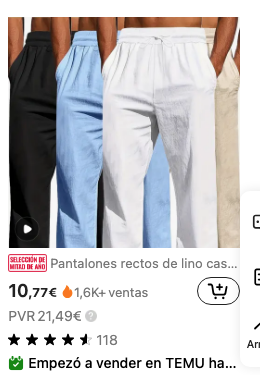 SELECCIÓN DE
MITAD DE AÑO
Pantalones rectos de lino cas...
10,77€ 1,6K+ ventas
PVR 21,49€ ?
118
Empezó a vender en TEMU ha...